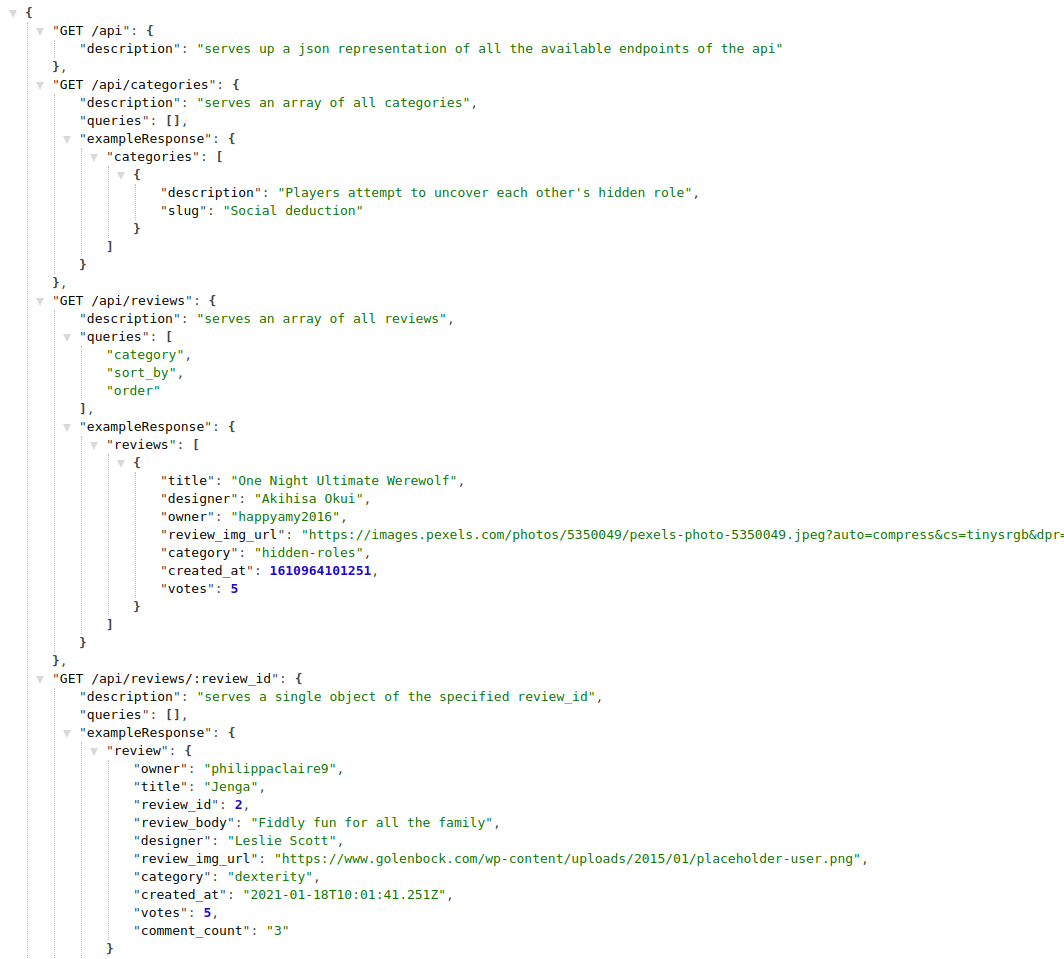 {
"GET /api": {
"description": "serves up a json representation of all the available endpoints of the api"
},
"GET /api/categories": {
"description": "serves an array of all categories",
"queries": [],
"exampleResponse": {
"categories": [
{
"description": "Players attempt to uncover each other's hidden role",
"slug": "Social deduction"
}
]
}
},
"GET /api/reviews": {
"description": "serves an array of all reviews",
"queries": [
"category",
"sort_by",
"order"
],
"exampleResponse": {
"reviews": [
{
"title": "One Night Ultimate Werewolf",
"designer": "Akihisa Okui",
"owner": "happyamy2016",
"review_img_url": "https://images.pexels.com/photos/5350049/pexels-photo-5350049.jpeg?auto=compress&cs=tinysrgb&dpr=
"category": "hidden-roles",
"created_at": 1610964101251,
"votes": 5
}
]
}
},
"GET /api/reviews/:review_id": {
"description": "serves a single object of the specified review_id",
"queries": [],
"exampleResponse": {
"review": {
"owner": "philippaclaire9",
"title": "Jenga",
"review_id": 2,
"review_body": "Fiddly fun for all the family",
"designer": "Leslie Scott",
"review_img_url": "https://www.golenbock.com/wp-content/uploads/2015/01/placeholder-user.png",
"category": "dexterity",
"created_at": "2021-01-18T10:01:41.251Z",
"votes": 5,
"comment_count": "3"
}